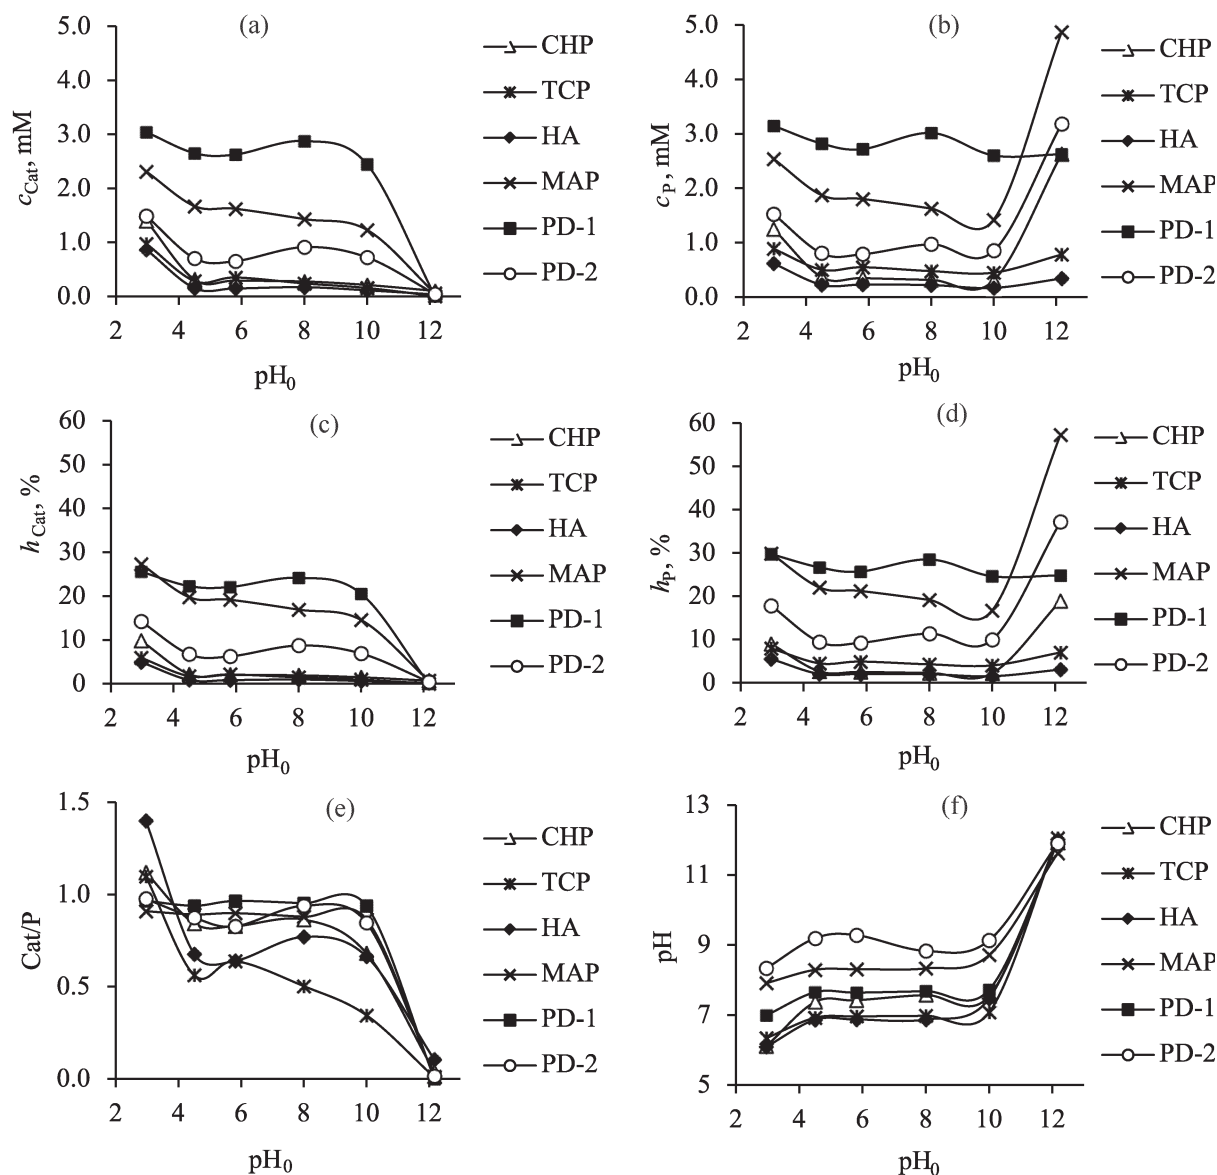 (a)
5.0
4.0
3.0
2.0
1.0
0.0
c_Cat, mM
2 4 6 8 10 12
pH₀
CHP
TCP
HA
MAP
PD-1
PD-2
(b)
5.0
4.0
3.0
2.0
1.0
0.0
c_P, mM
2 4 6 8 10 12
pH₀
CHP
TCP
HA
MAP
PD-1
PD-2
(c)
60
50
40
30
20
10
0
h_Cat, %
2 4 6 8 10 12
pH₀
CHP
TCP
HA
MAP
PD-1
PD-2
(d)
60
50
40
30
20
10
0
h_P, %
2 4 6 8 10 12
pH₀
CHP
TCP
HA
MAP
PD-1
PD-2
(e)
1.5
1.0
0.5
0.0
Cat/P
2 4 6 8 10 12
pH₀
CHP
TCP
HA
MAP
PD-1
PD-2
(f)
13
11
9
7
5
pH
2 4 6 8 10 12
pH₀
CHP
TCP
HA
MAP
PD-1
PD-2